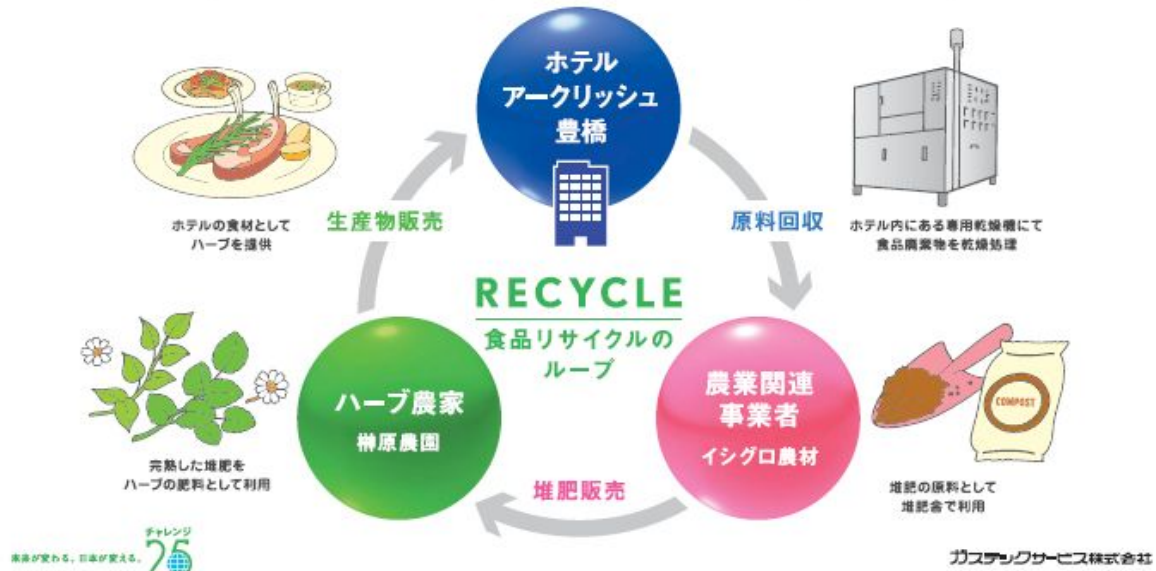 ホテル
アークリッシュ
豊橋
ホテルの食材として
ハーブを提供
生産物販売
原料回収
ホテル内にある専用乾燥機にて
食品廃棄物を乾燥処理
RECYCLE
食品リサイクルの
ループ
ハーブ農家
榊原農園
農業関連
事業者
イシグロ農材
COMPOST
完熟した堆肥を
ハーブの肥料として利用
堆肥販売
堆肥の原料として
堆肥舎で利用
未来が変わる。日本が変える。
チャレンジ
25
ガステックサービス株式会社